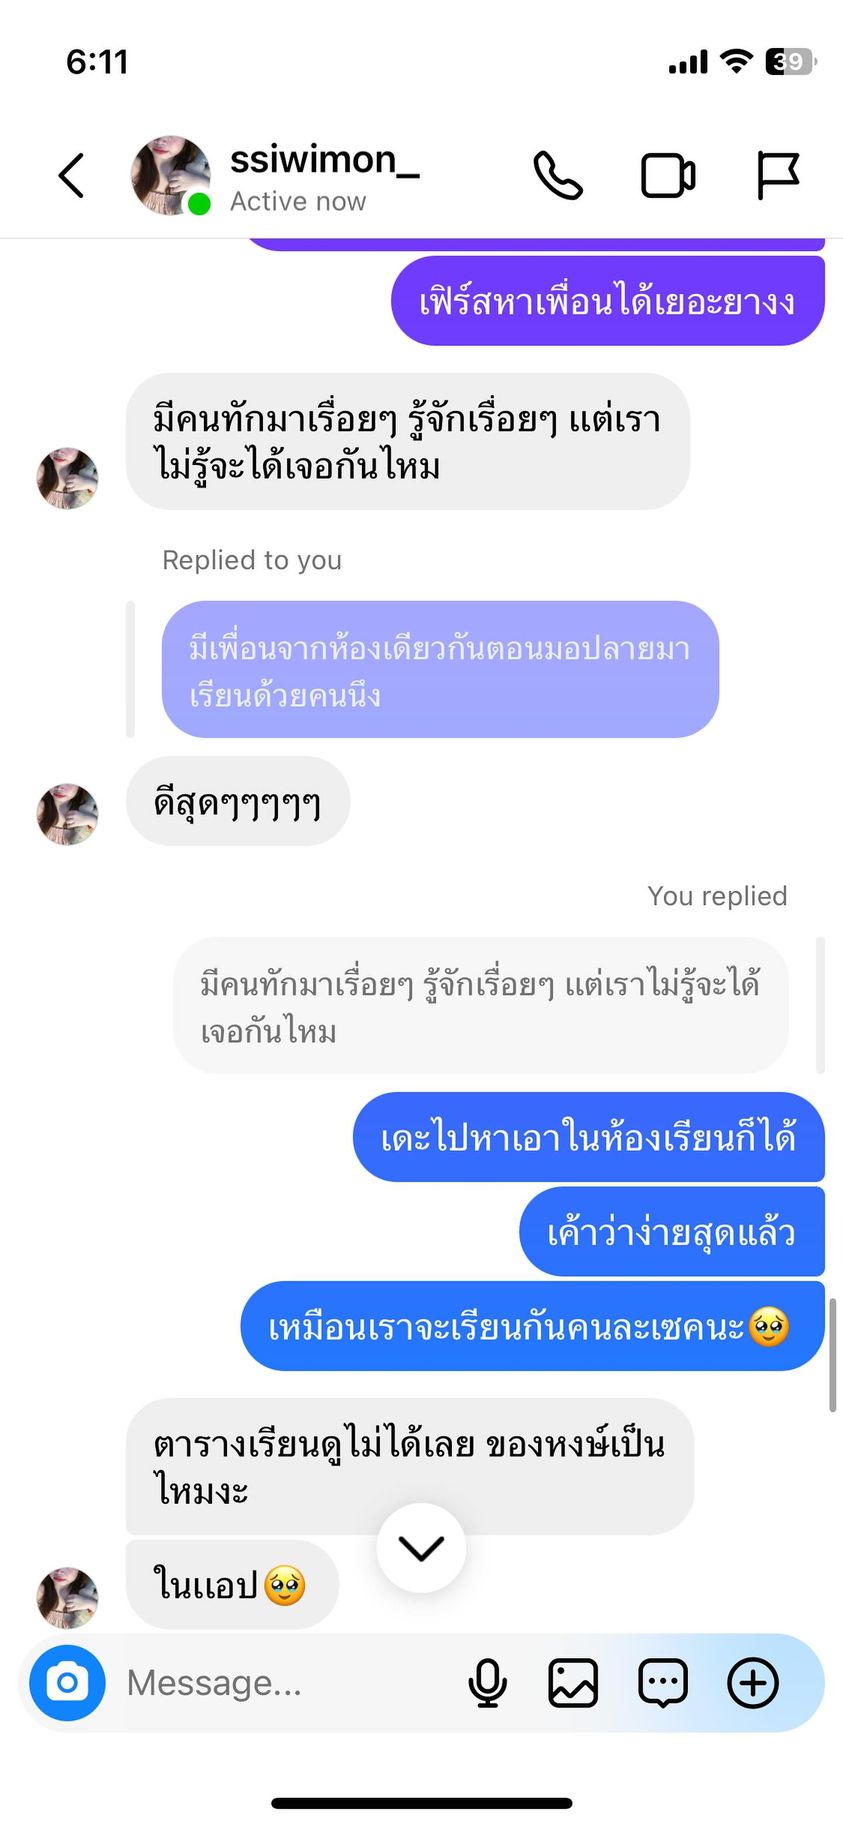 6:11
39
ssiwimon_
Active now
เฟิร์สหาเพื่อนได้เยอะยางง
มีคนทักมาเรื่อยๆ รู้จักเรื่อยๆ แต่เรา
ไม่รู้จะได้เจอกันไหม
Replied to you
มีเพื่อนจากห้องเดียวกันตอนมอปลายมา
เรียนด้วยคนนึง
ดีสุดๆๆๆๆๆ
You replied
มีคนทักมาเรื่อยๆ รู้จักเรื่อยๆ แต่เราไม่รู้จะได้
เจอกันไหม
เดะไปหาเอาในห้องเรียนก็ได้
เค้าว่าง่ายสุดแล้ว
เหมือนเราจะเรียนกันคนละเซคนะ🥹
ตารางเรียนดูไม่ได้เลย ของหงษ์เป็น
ไหมงะ
ในแอป🥹
Message...